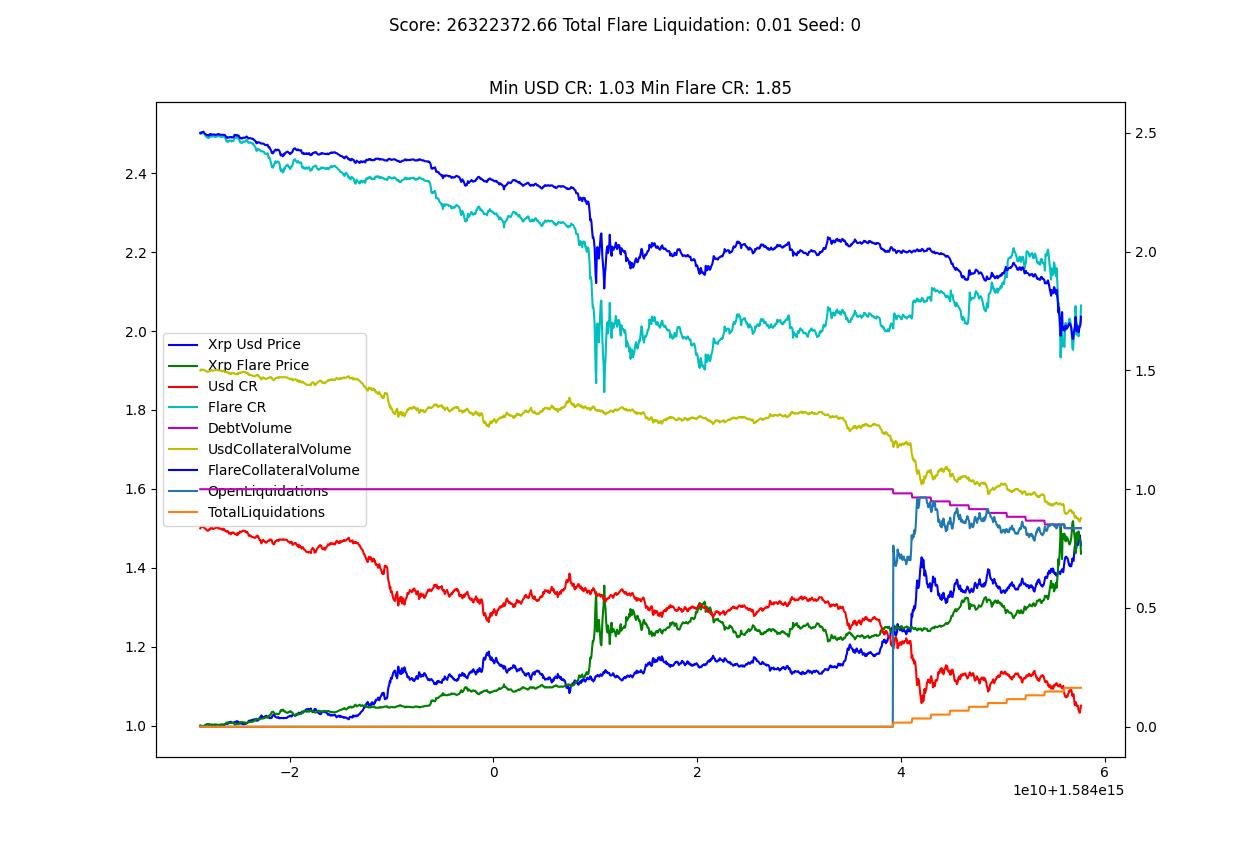 Score: 26322372.66 Total Flare Liquidation: 0.01 Seed: 0
Min USD CR: 1.03 Min Flare CR: 1.85
2.4
2.2
2.0
1.8
1.6
1.4
1.2
1.0
2.5
2.0
1.5
1.0
0.5
0.0
Xrp Usd Price
Xrp Flare Price
Usd CR
Flare CR
DebtVolume
UsdCollateralVolume
FlareCollateralVolume
OpenLiquidations
TotalLiquidations
−2 0 2 4 6
1e10+1.584e15